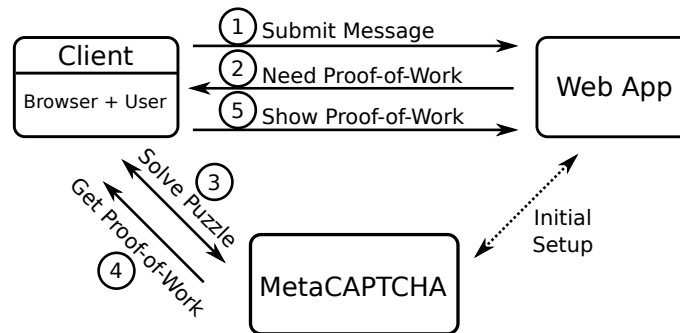 Client
Browser + User
1 Submit Message
2 Need Proof-of-Work
5 Show Proof-of-Work
Web App
Solve Puzzle 3
Get Proof-of-Work
4
Initial
Setup
MetaCAPTCHA